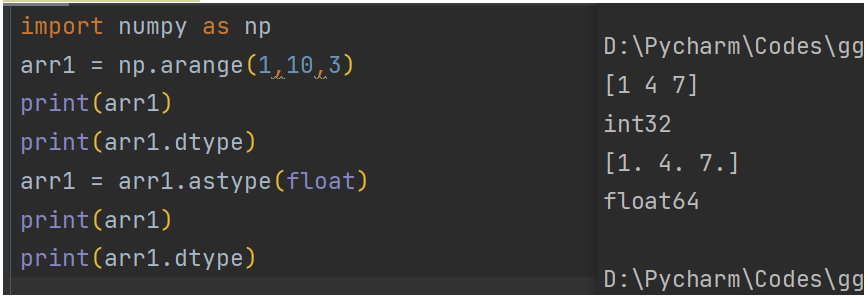 import numpy as np
arr1 = np.arange(1,10,3)
print(arr1)
print(arr1.dtype)
arr1 = arr1.astype(float)
print(arr1)
print(arr1.dtype)
D:\Pycharm\Codes\gg
[1 4 7]
int32
[1. 4. 7.]
float64
D:\Pycharm\Codes\gg